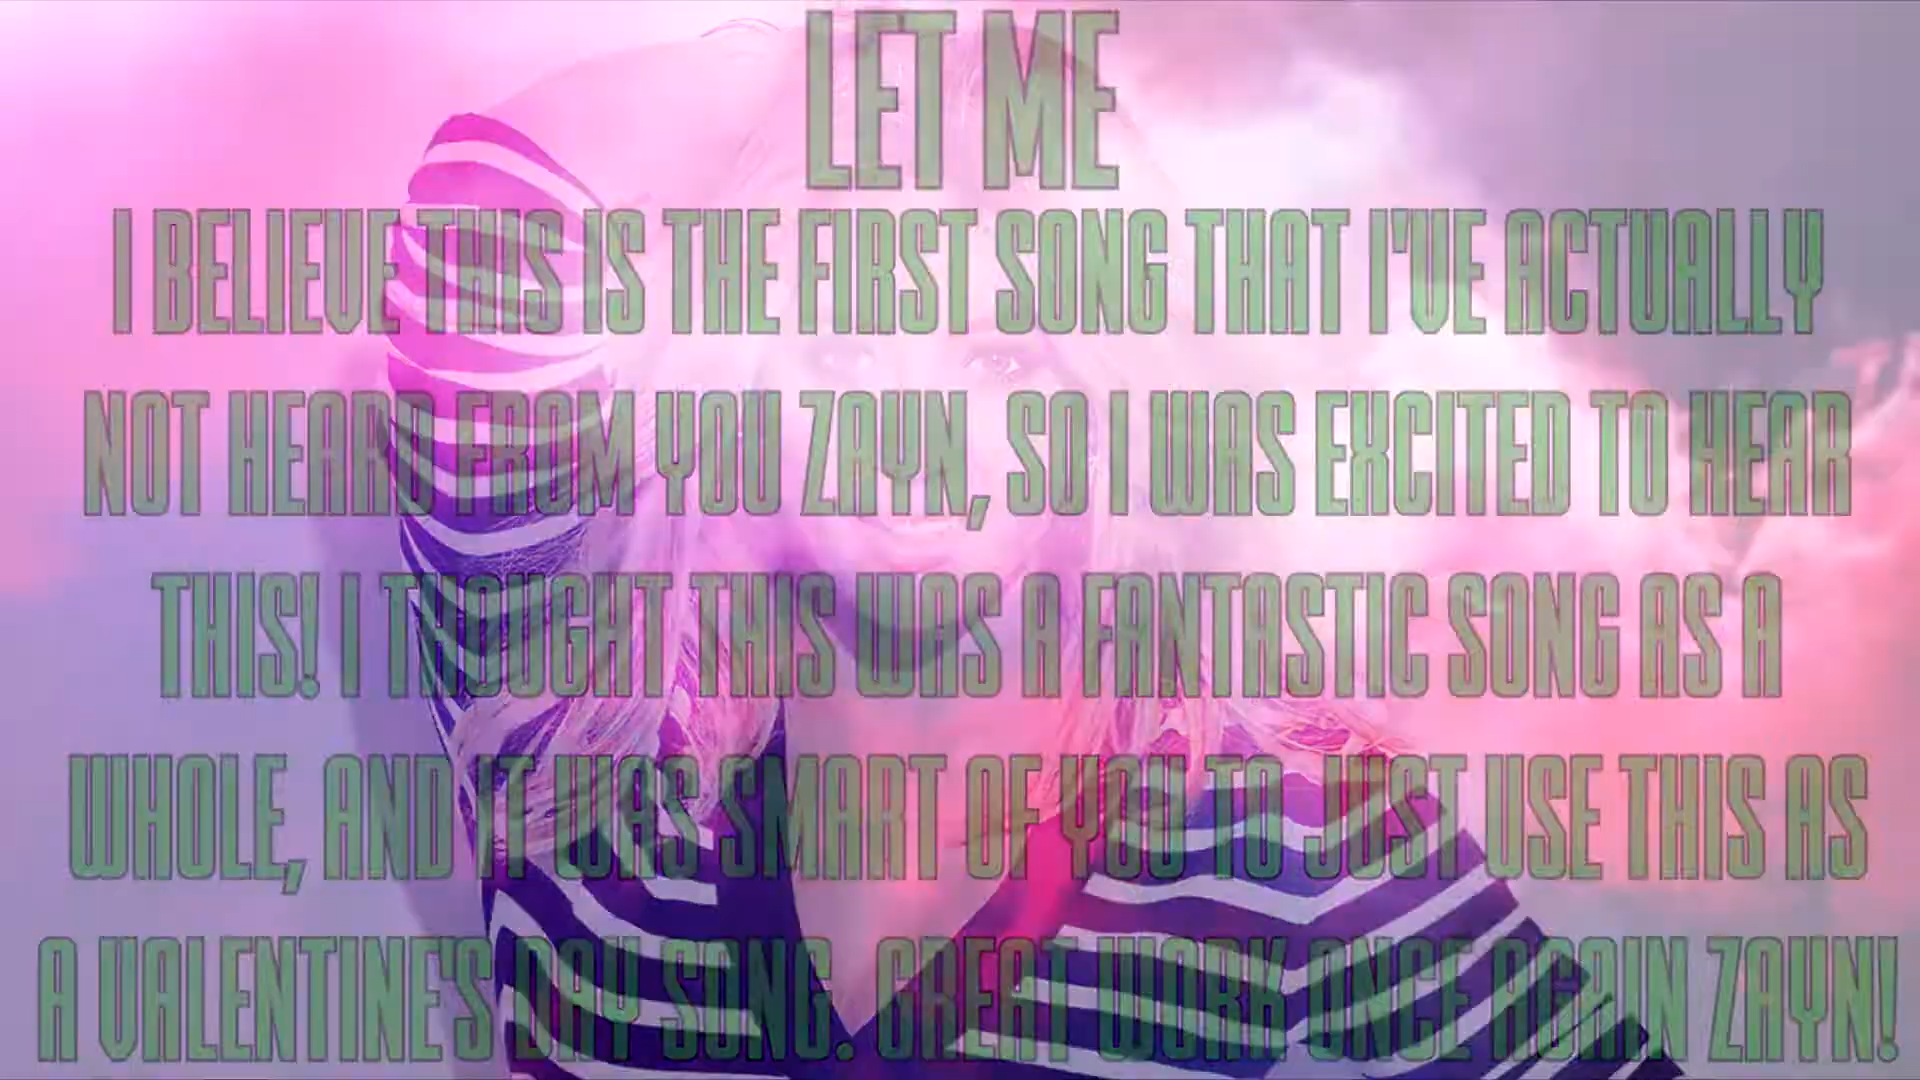 LET ME
I BELIEVE THIS IS THE FIRST SONG THAT I'VE ACTUALLY
NOT HEARD FROM YOU ZAYN, SO I WAS EXCITED TO HEAR
THIS! I THOUGHT THIS WAS A FANTASTIC SONG AS A
WHOLE, AND IT WAS SMART OF YOU TO JUST USE THIS AS
A VALENTINE'S DAY SONG. GREAT WORK ONCE AGAIN ZAYN!